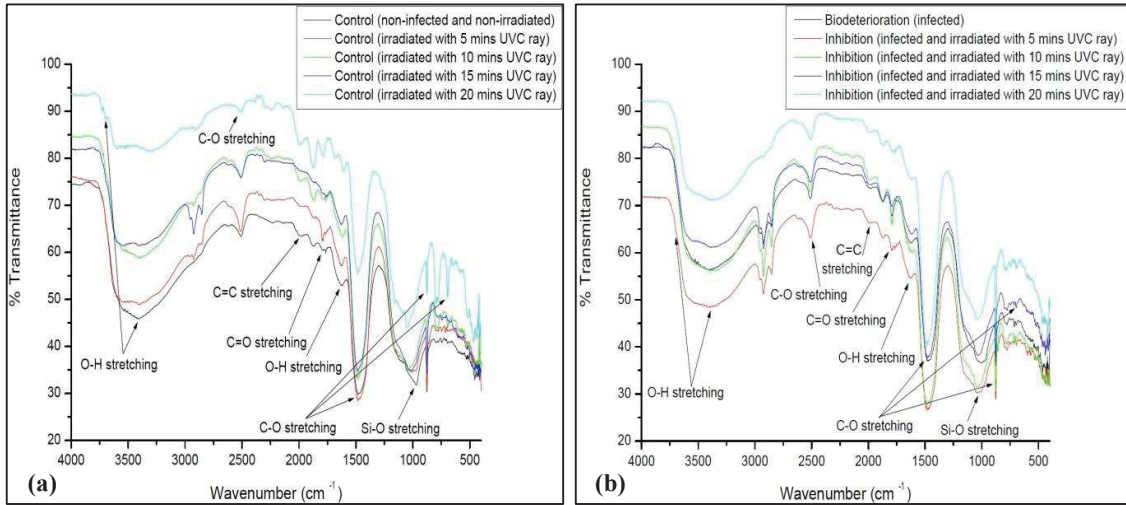 Control (non-infected and non-irradiated)
Control (irradiated with 5 mins UVC ray)
Control (irradiated with 10 mins UVC ray)
Control (irradiated with 15 mins UVC ray)
Control (irradiated with 20 mins UVC ray)
100
90
80
70
60
50
40
30
20
% Transmittance
C-O stretching
C=C stretching
C=O stretching
O-H stretching
O-H stretching
C-O stretching
Si-O stretching
4000 3500 3000 2500 2000 1500 1000 500
(a)
Wavenumber (cm -1)
Biodeterioration (infected)
Inhibition (infected and irradiated with 5 mins UVC ray)
Inhibition (infected and irradiated with 10 mins UVC ray)
Inhibition (infected and irradiated with 15 mins UVC ray)
Inhibition (infected and irradiated with 20 mins UVC ray)
100
90
80
70
60
50
40
30
20
% Transmittance
C=C
stretching
C-O stretching
C=O stretching
O-H stretching
O-H stretching
C-O stretching
Si-O stretching
4000 3500 3000 2500 2000 1500 1000 500
(b)
Wavenumber (cm -1)